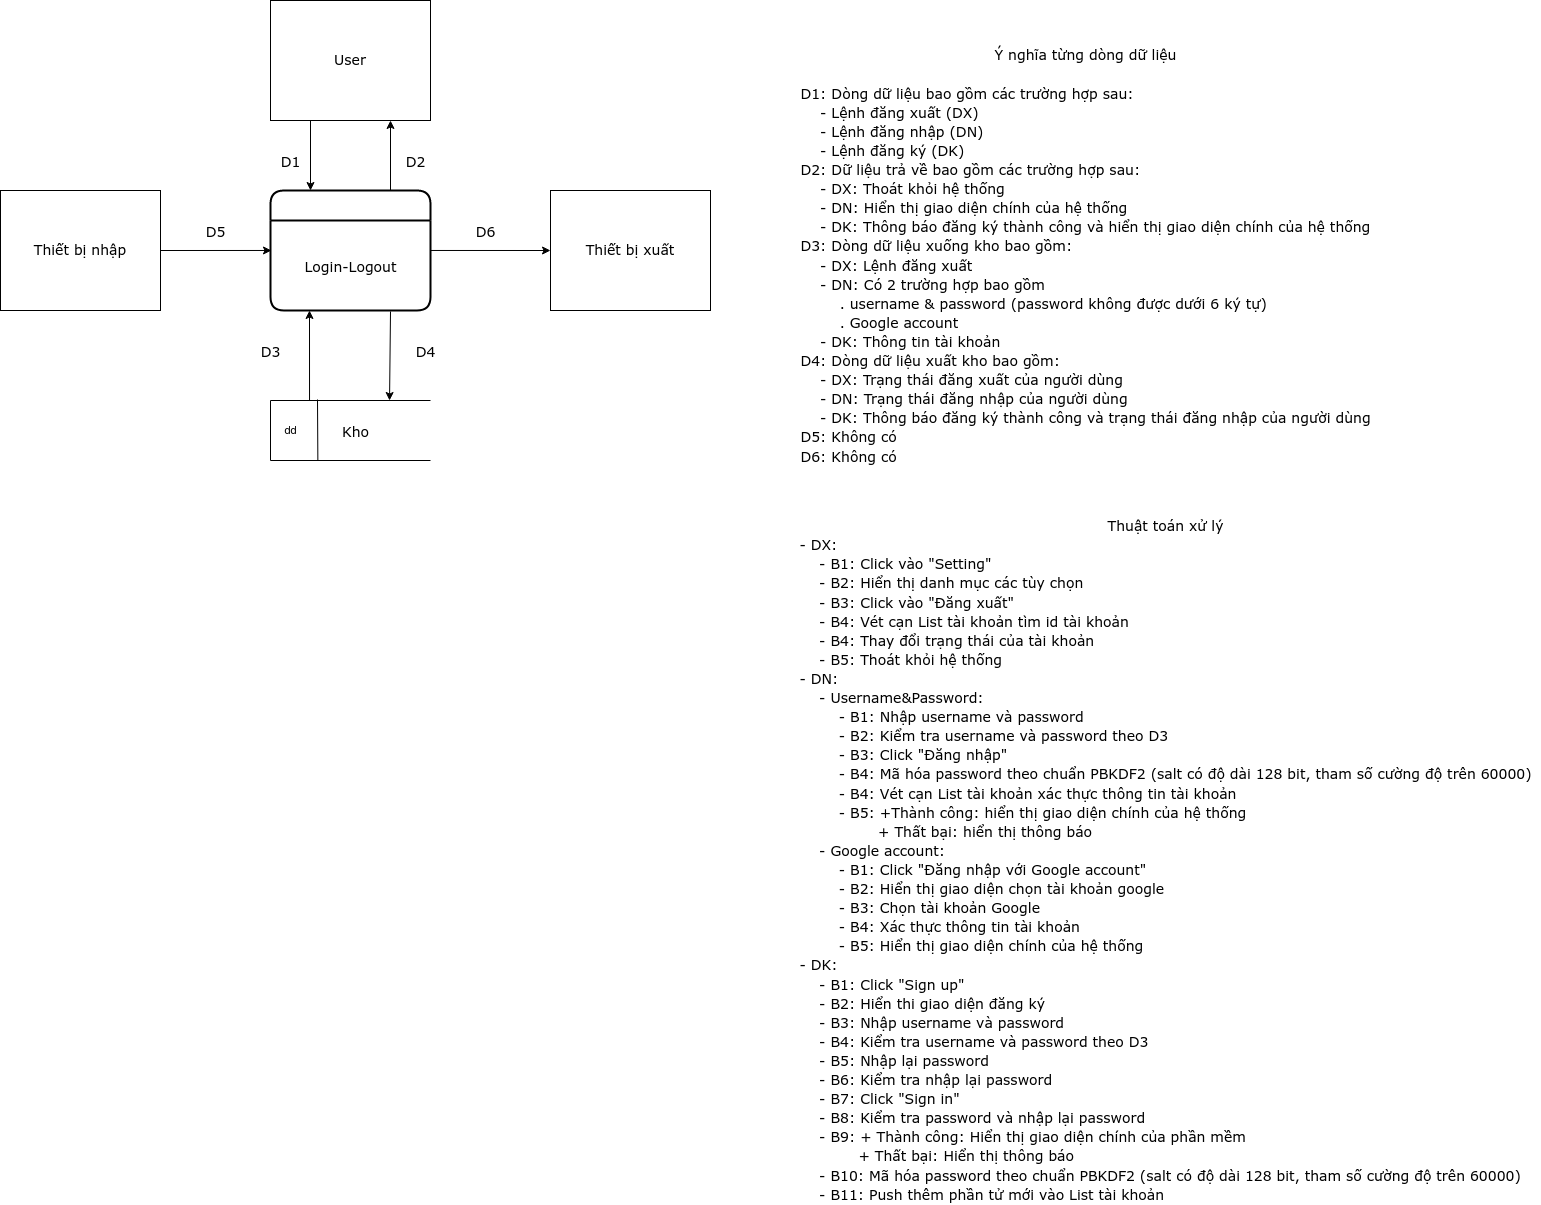 User
D1
D2
Thiết bị nhập
D5
Login-Logout
D6
Thiết bị xuất
D3
D4
dd
Kho
Ý nghĩa từng dòng dữ liệu
D1: Dòng dữ liệu bao gồm các trường hợp sau:
- Lệnh đăng xuất (DX)
- Lệnh đăng nhập (DN)
- Lệnh đăng ký (DK)
D2: Dữ liệu trả về bao gồm các trường hợp sau:
- DX: Thoát khỏi hệ thống
- DN: Hiển thị giao diện chính của hệ thống
- DK: Thông báo đăng ký thành công và hiển thị giao diện chính của hệ thống
D3: Dòng dữ liệu xuống kho bao gồm:
- DX: Lệnh đăng xuất
- DN: Có 2 trường hợp bao gồm
. username & password (password không được dưới 6 ký tự)
. Google account
- DK: Thông tin tài khoản
D4: Dòng dữ liệu xuất kho bao gồm:
- DX: Trạng thái đăng xuất của người dùng
- DN: Trạng thái đăng nhập của người dùng
- DK: Thông báo đăng ký thành công và trạng thái đăng nhập của người dùng
D5: Không có
D6: Không có
Thuật toán xử lý
- DX:
- B1: Click vào "Setting"
- B2: Hiển thị danh mục các tùy chọn
- B3: Click vào "Đăng xuất"
- B4: Vét cạn List tài khoản tìm id tài khoản
- B4: Thay đổi trạng thái của tài khoản
- B5: Thoát khỏi hệ thống
- DN:
- Username&Password:
- B1: Nhập username và password
- B2: Kiểm tra username và password theo D3
- B3: Click "Đăng nhập"
- B4: Mã hóa password theo chuẩn PBKDF2 (salt có độ dài 128 bit, tham số cường độ trên 60000)
- B4: Vét cạn List tài khoản xác thực thông tin tài khoản
- B5: +Thành công: hiển thị giao diện chính của hệ thống
+ Thất bại: hiển thị thông báo
- Google account:
- B1: Click "Đăng nhập với Google account"
- B2: Hiển thị giao diện chọn tài khoản google
- B3: Chọn tài khoản Google
- B4: Xác thực thông tin tài khoản
- B5: Hiển thị giao diện chính của hệ thống
- DK:
- B1: Click "Sign up"
- B2: Hiển thi giao diện đăng ký
- B3: Nhập username và password
- B4: Kiểm tra username và password theo D3
- B5: Nhập lại password
- B6: Kiểm tra nhập lại password
- B7: Click "Sign in"
- B8: Kiểm tra password và nhập lại password
- B9: + Thành công: Hiển thị giao diện chính của phần mềm
+ Thất bại: Hiển thị thông báo
- B10: Mã hóa password theo chuẩn PBKDF2 (salt có độ dài 128 bit, tham số cường độ trên 60000)
- B11: Push thêm phần tử mới vào List tài khoản